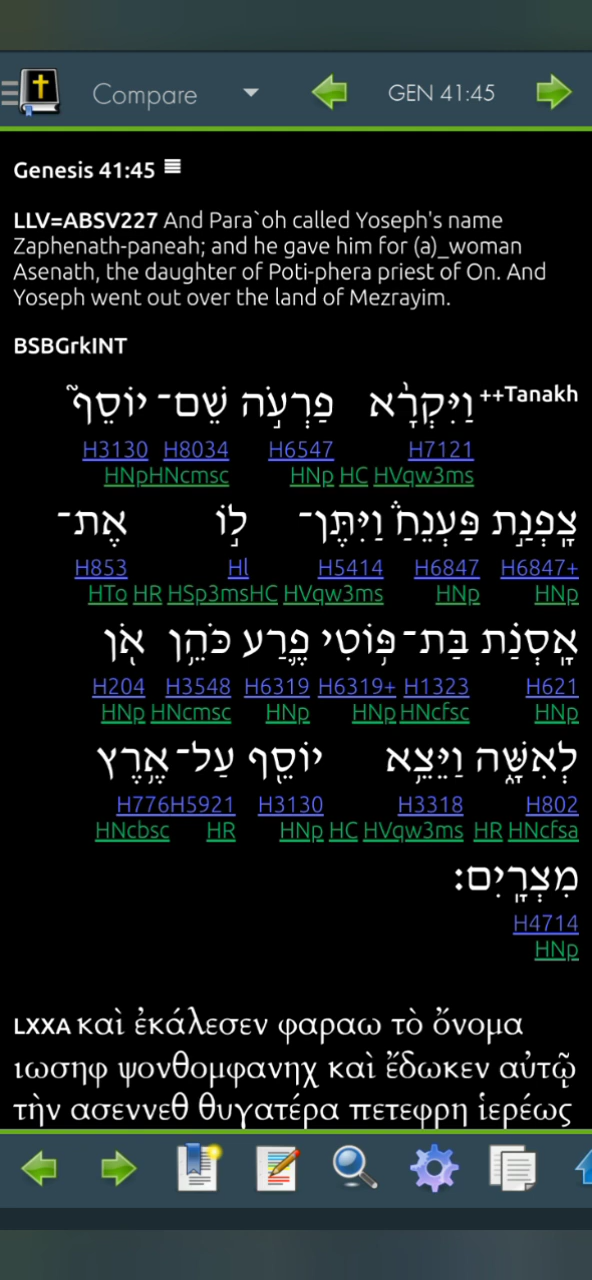 Compare GEN 41:45
Genesis 41:45
LLV=ABSV227 And Para`oh called Yoseph's name
Zaphenath-paneah; and he gave him for (a)_woman
Asenath, the daughter of Poti-phera priest of On. And
Yoseph went out over the land of Mezrayim.
BSBGrkINT
++Tanakh וַיִּקְרָ֨א פַרְעֹ֣ה שֵׁם־ יוֹסֵף֮
H3130 H8034 H6547 H7121
HNpHNcmsc HNp HC HVqw3ms
צָֽפְנַ֣ת פַּעְנֵחַ֒ וַיִּתֶּן־ ל֣וֹ אֶת־
H853 Hl H5414 H6847 H6847+
HTo HR HSp3msHC HVqw3ms HNp HNp
אָֽסְנַ֗ת בַּת־ פּ֥וֹטִי פֶ֛רַע כֹּהֵ֥ן אֹ֖ן
H204 H3548 H6319 H6319+ H1323 H621
HNp HNcmsc HNp HNp HNcfsc HNp
לְאִשָּׁ֑ה וַיֵּצֵ֥א יוֹסֵ֖ף עַל־ אֶ֥רֶץ
H776H5921 H3130 H3318 H802
HNcbsc HR HNp HC HVqw3ms HR HNcfsa
מִצְרָֽיִם׃
H4714
HNp
LXXA καὶ ἐκάλεσεν φαραω τὸ ὄνομα
ιωσηφ ψονθομφανηχ καὶ ἔδωκεν αὐτῷ
τὴν ασεννεθ θυγατέρα πετεφρη ἱερέως